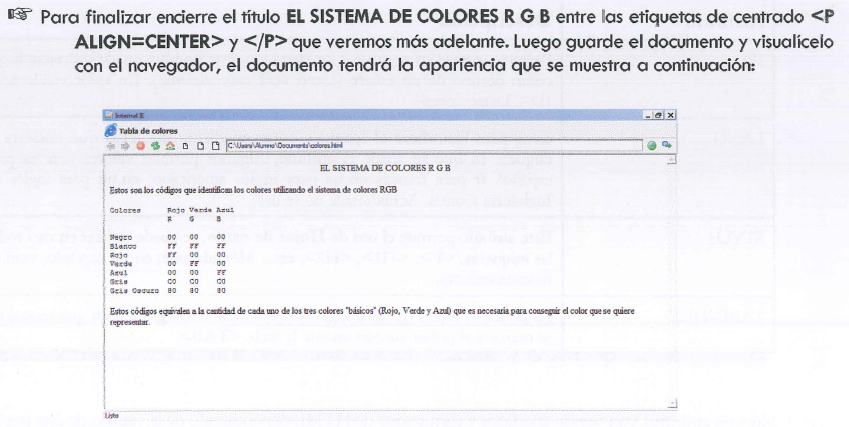 Para finalizar encierre el título EL SISTEMA DE COLORES R G B entre las etiquetas de centrado <P
ALIGN=CENTER> y </P> que veremos más adelante. Luego guarde el documento y visualícelo
con el navegador, el documento tendrá la apariencia que se muestra a continuación:
Internet E
Tabla de colores
C:\Users\Alumno\Documents\colores.html
EL SISTEMA DE COLORES R G B
Estos son los códigos que identifican los colores utilizando el sistema de colores RGB
Colores Rojo Verde Azul
R G B
Negro 00 00 00
Blanco FF FF FF
Rojo FF 00 00
Verde 00 FF 00
Azul 00 00 FF
Gris C0 C0 C0
Gris Oscuro 80 80 80
Estos códigos equivalen a la cantidad de cada uno de los tres colores "básicos" (Rojo, Verde y Azul) que es necesaria para conseguir el color que se quiere
representar.
Listo